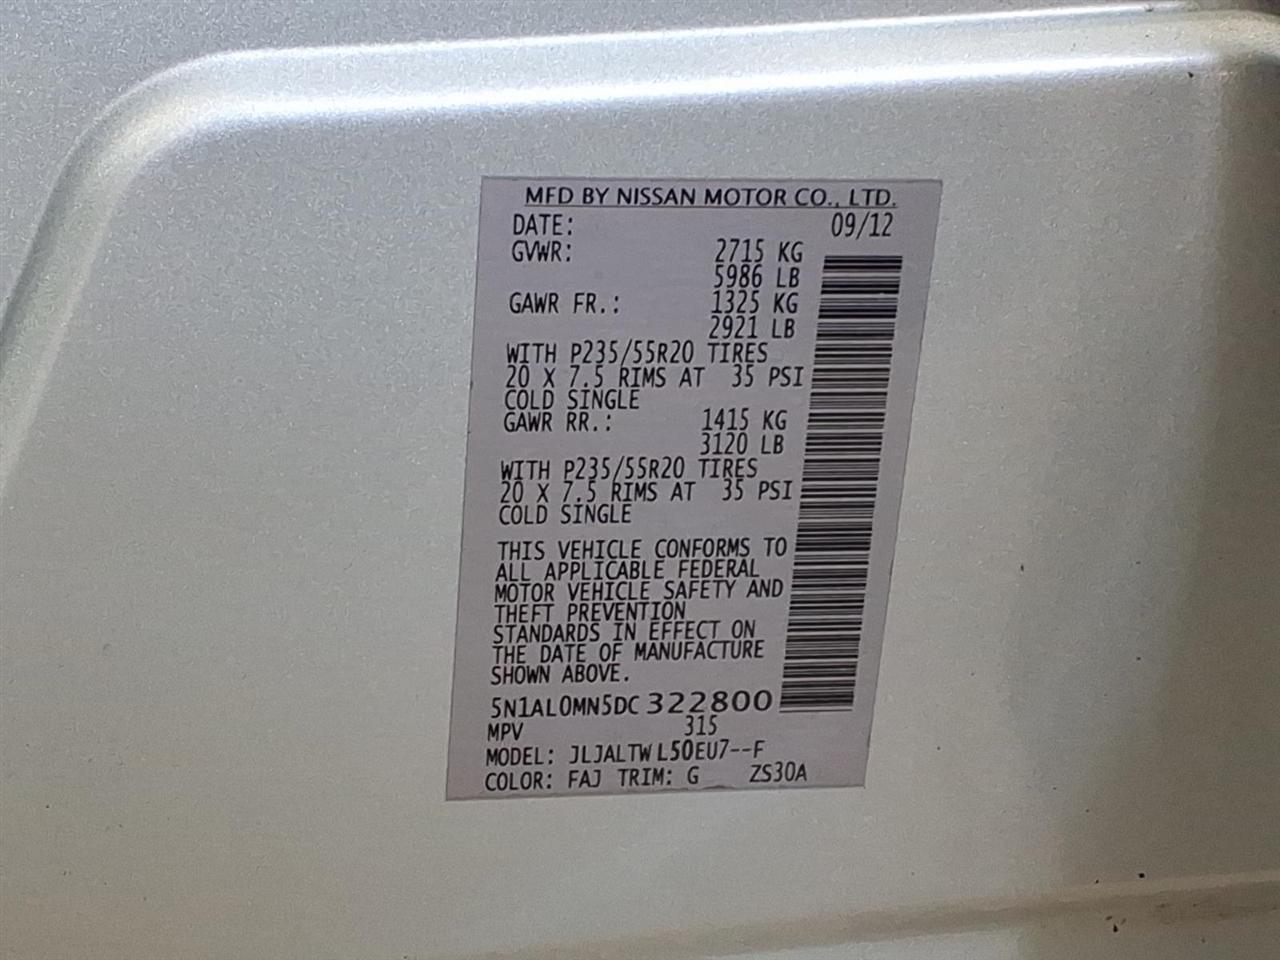 MFD BY NISSAN MOTOR CO., LTD.
DATE: 09/12
GVWR: 2715 KG
5986 LB
GAWR FR.: 1325 KG
2921 LB
WITH P235/55R20 TIRES
20 X 7.5 RIMS AT 35 PSI
COLD SINGLE
GAWR RR.: 1415 KG
3120 LB
WITH P235/55R20 TIRES
20 X 7.5 RIMS AT 35 PSI
COLD SINGLE
THIS VEHICLE CONFORMS TO
ALL APPLICABLE FEDERAL
MOTOR VEHICLE SAFETY AND
THEFT PREVENTION
STANDARDS IN EFFECT ON
THE DATE OF MANUFACTURE
SHOWN ABOVE.
5N1AL0MN5DC322800
MPV 315
MODEL: JLJALTWL50EU7--F
COLOR: FAJ TRIM: G ZS30A